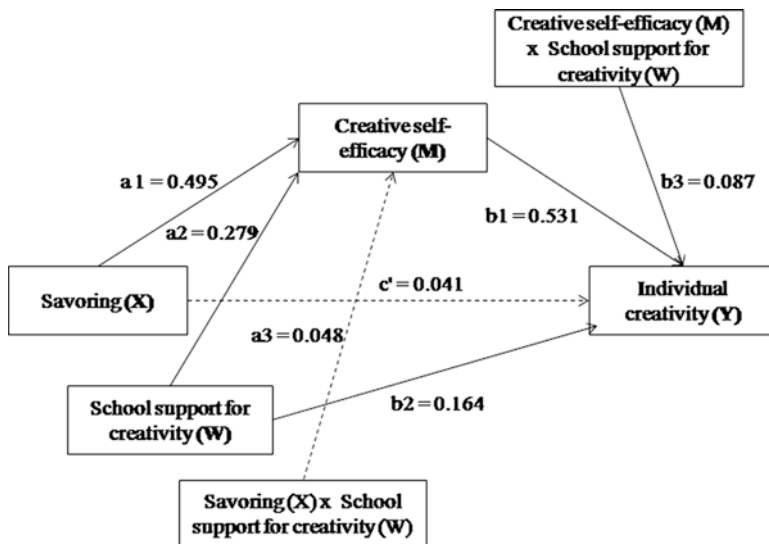 Creative self-efficacy (M)
x School support for
creativity (W)
Creative self-
efficacy (M)
a1 = 0.495
b3 = 0.087
a2 = 0.279
b1 = 0.531
Savoring (X)
c' = 0.041
Individual
creativity (Y)
a3 = 0.048
School support for
creativity (W)
b2 = 0.164
Savoring (X) x School
support for creativity (W)